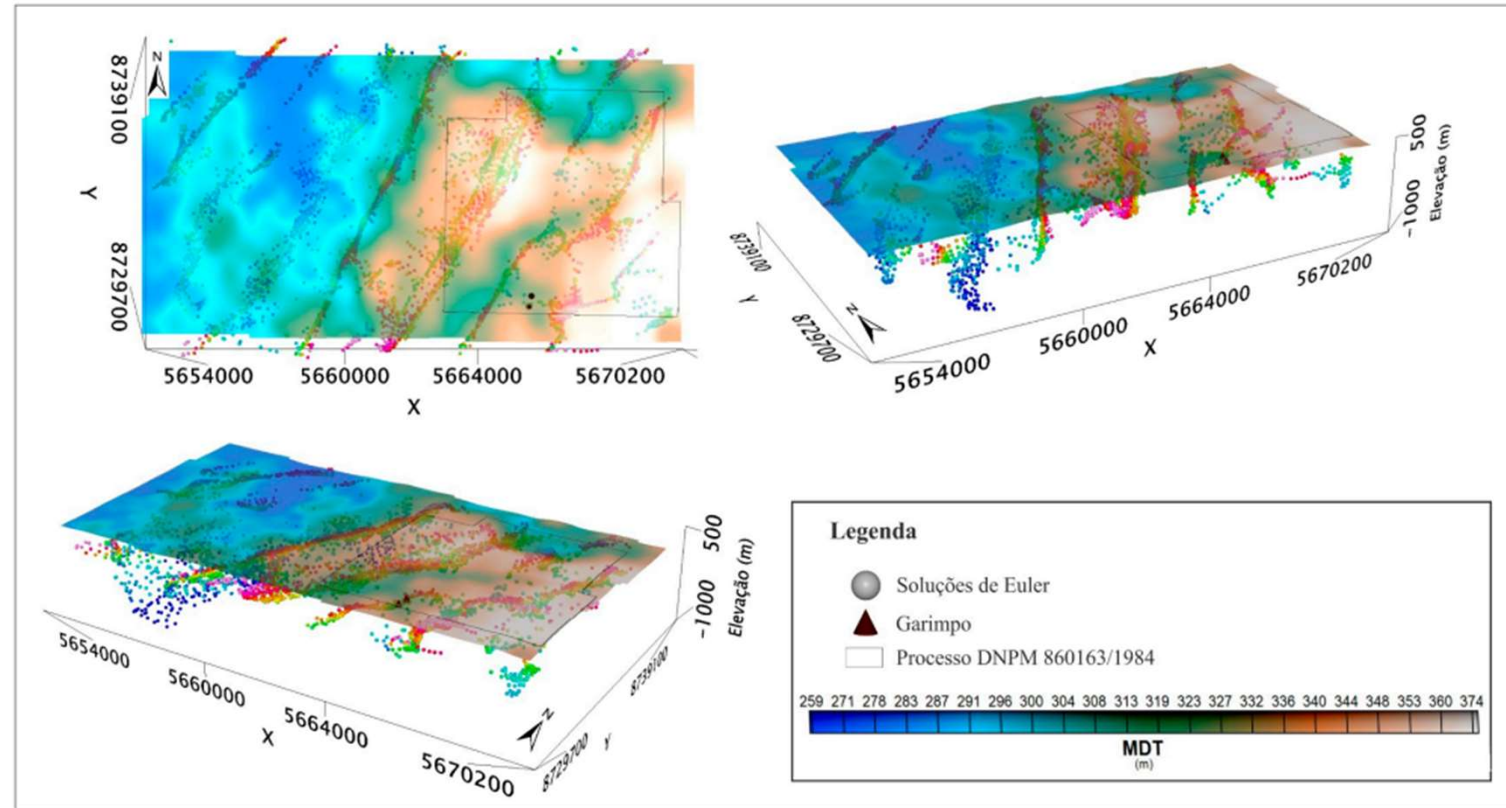 N
8739100
Y
8729700
5654000 5660000 5664000 5670200
X
500
-1000
Elevação (m)
8739100
Y
8729700
N
5654000
5660000
5664000
5670200
X
500
-1000
Elevação (m)
5654000
5660000
5664000
5670200
X
8729700
Y
8739100
N
Legenda
Soluções de Euler
Garimpo
Processo DNPM 860163/1984
259 271 278 283 287 291 296 300 304 308 313 319 323 327 332 336 340 344 348 353 360 374
MDT
(m)